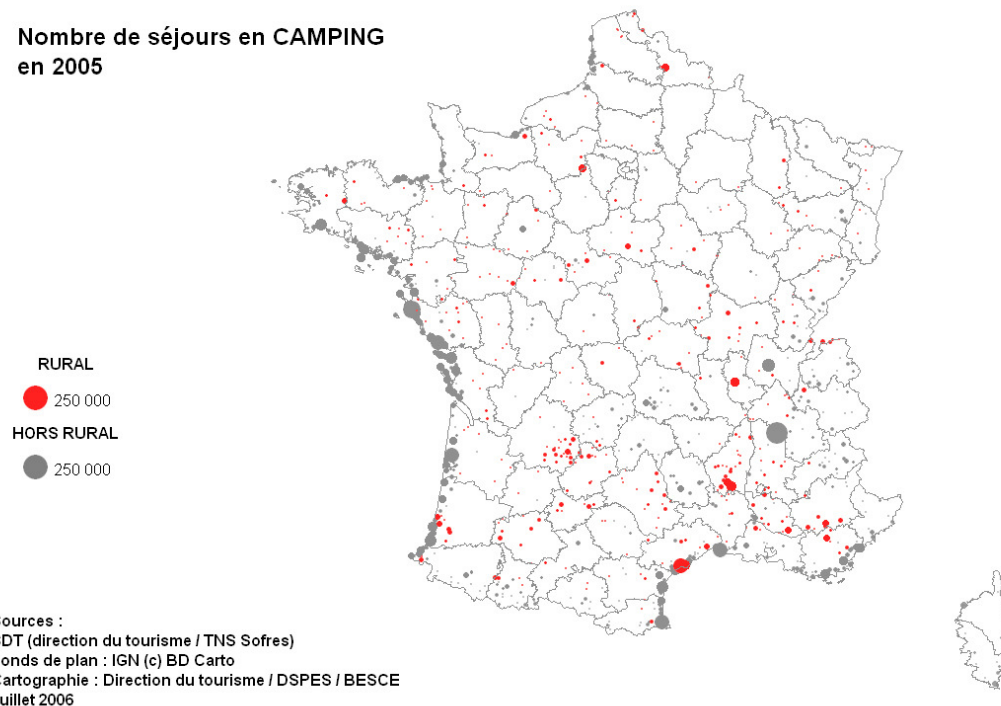 Nombre de séjours en CAMPING
en 2005
RURAL
250 000
HORS RURAL
250 000
ources :
DT (direction du tourisme / TNS Sofres)
onds de plan : IGN (c) BD Carto
artographie : Direction du tourisme / DSPES / BESCE
uillet 2006